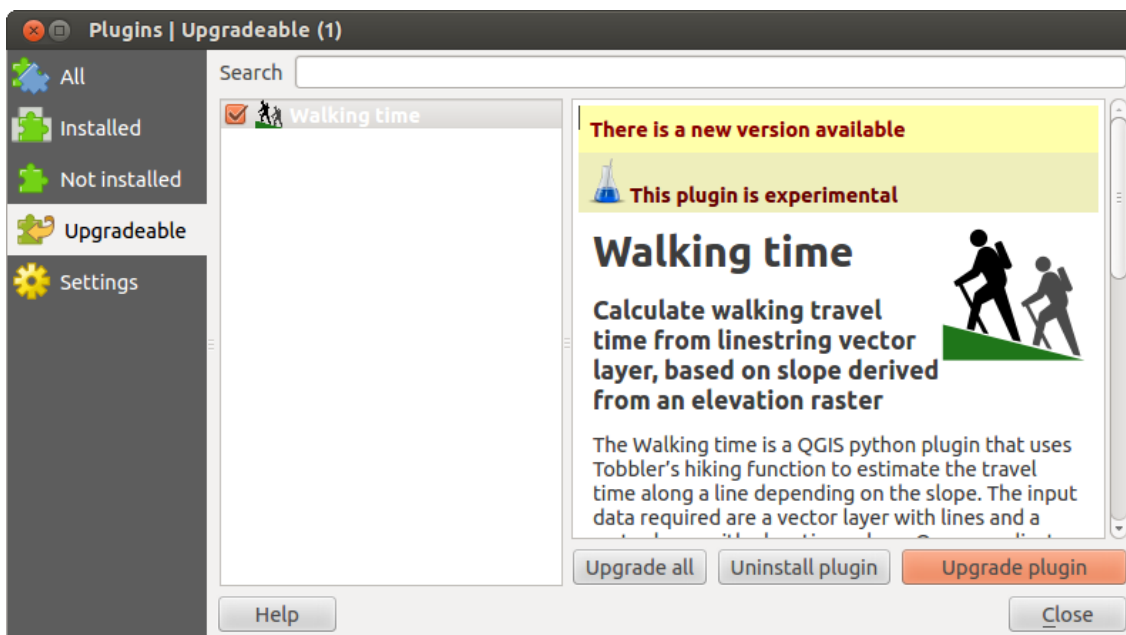 Plugins | Upgradeable (1)
All
Installed
Not installed
Upgradeable
Settings
Search
Walking time
There is a new version available
This plugin is experimental
Walking time
Calculate walking travel
time from linestring vector
layer, based on slope derived
from an elevation raster
The Walking time is a QGIS python plugin that uses
Tobbler's hiking function to estimate the travel
time along a line depending on the slope. The input
data required are a vector layer with lines and a
Upgrade all
Uninstall plugin
Upgrade plugin
Help
Close